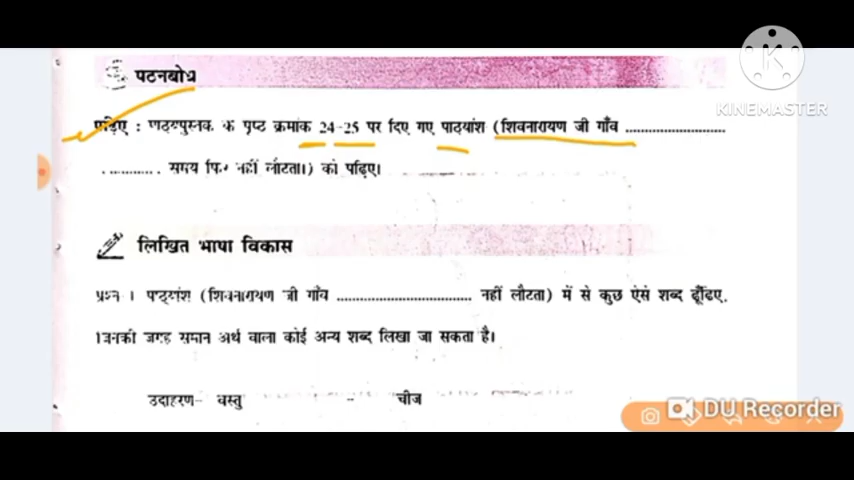 पठनबोध
KINEMASTER
पढ़िए : पाठ्यपुस्तक के पृष्ठ क्रमांक 24-25 पर दिए गए पाठ्यांश (शिवनारायण जी गाँव ........................
............. समय फिर नहीं लौटता।) को पढ़िए।
लिखित भाषा विकास
प्रश्न 1 पाठ्यांश (शिवनारायण जी गाँव ................................ नहीं लौटता) में से कुछ ऐसे शब्द ढूँढिए,
जिनकी जगह समान अर्थ वाला कोई अन्य शब्द लिखा जा सकता है।
उदाहरण- वस्तु -- चीज
DU Recorder